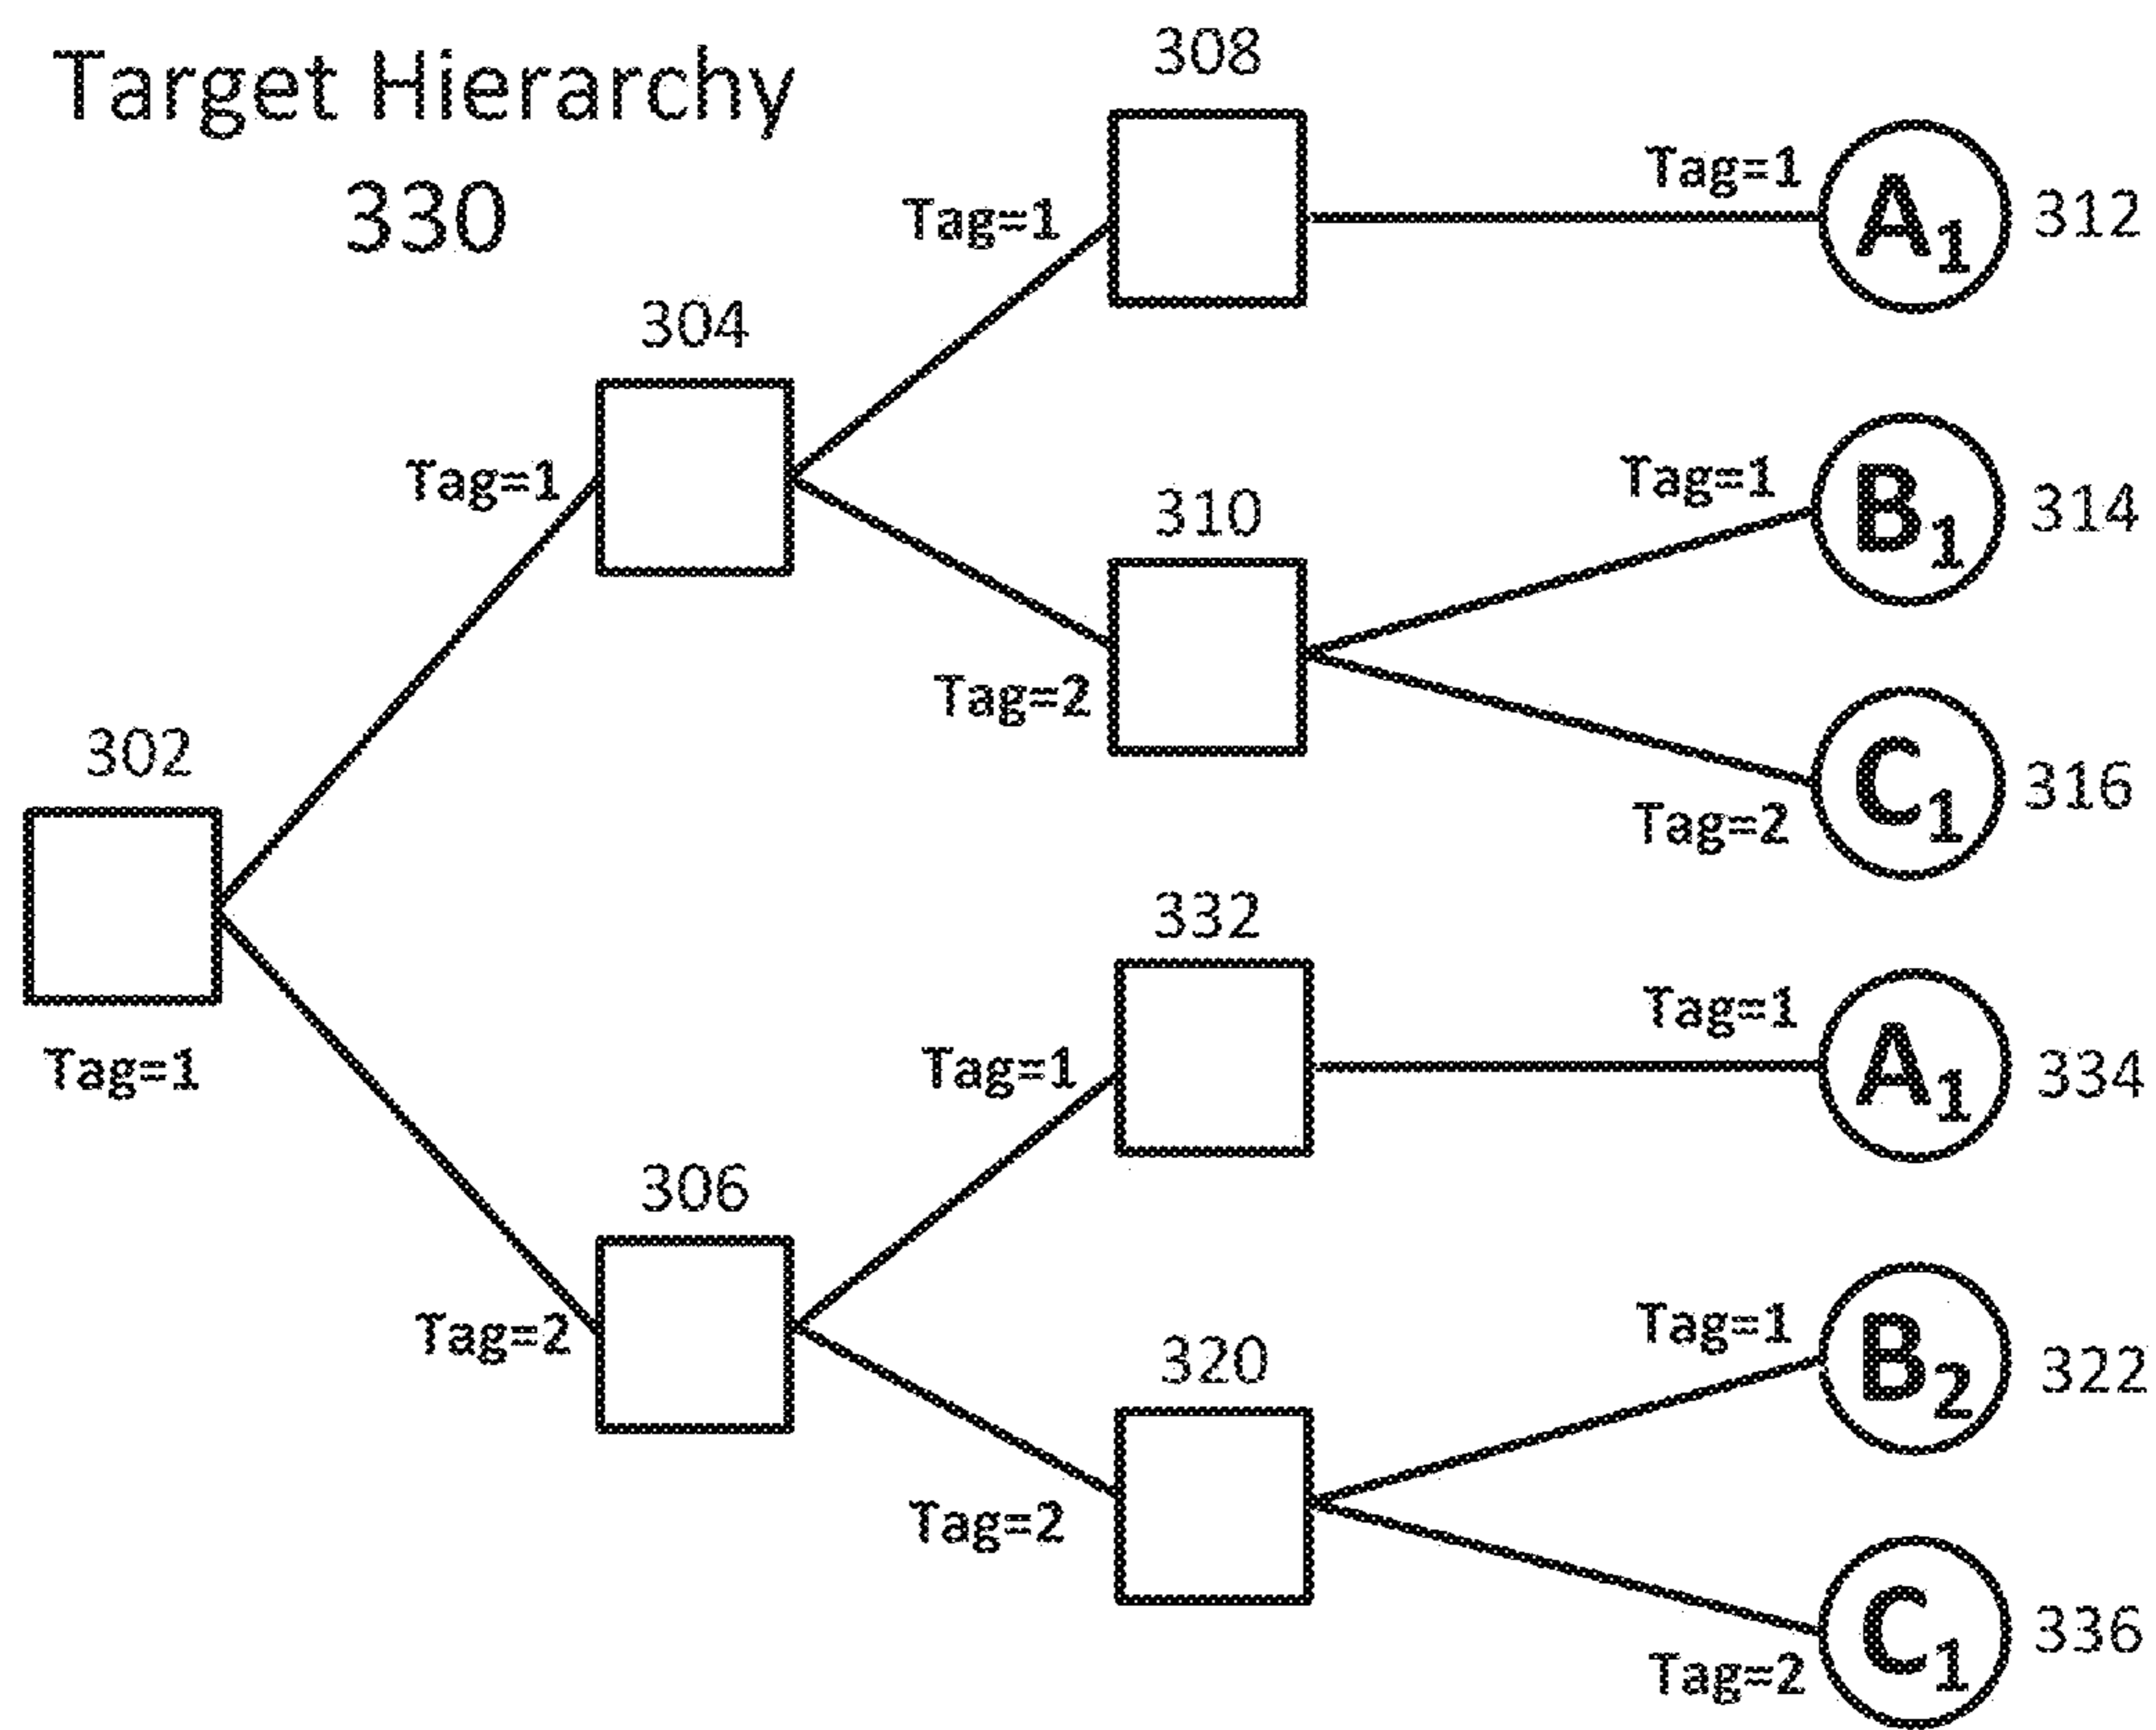 Target Hierarchy
330
308
Tag=1
A1
312
Tag=1
304
Tag=1
B1
314
Tag=1
310
Tag=2
C1
316
Tag=2
302
Tag=1
332
Tag=1
A1
334
Tag=1
306
Tag=2
B2
322
Tag=1
320
Tag=2
C1
336
Tag=2